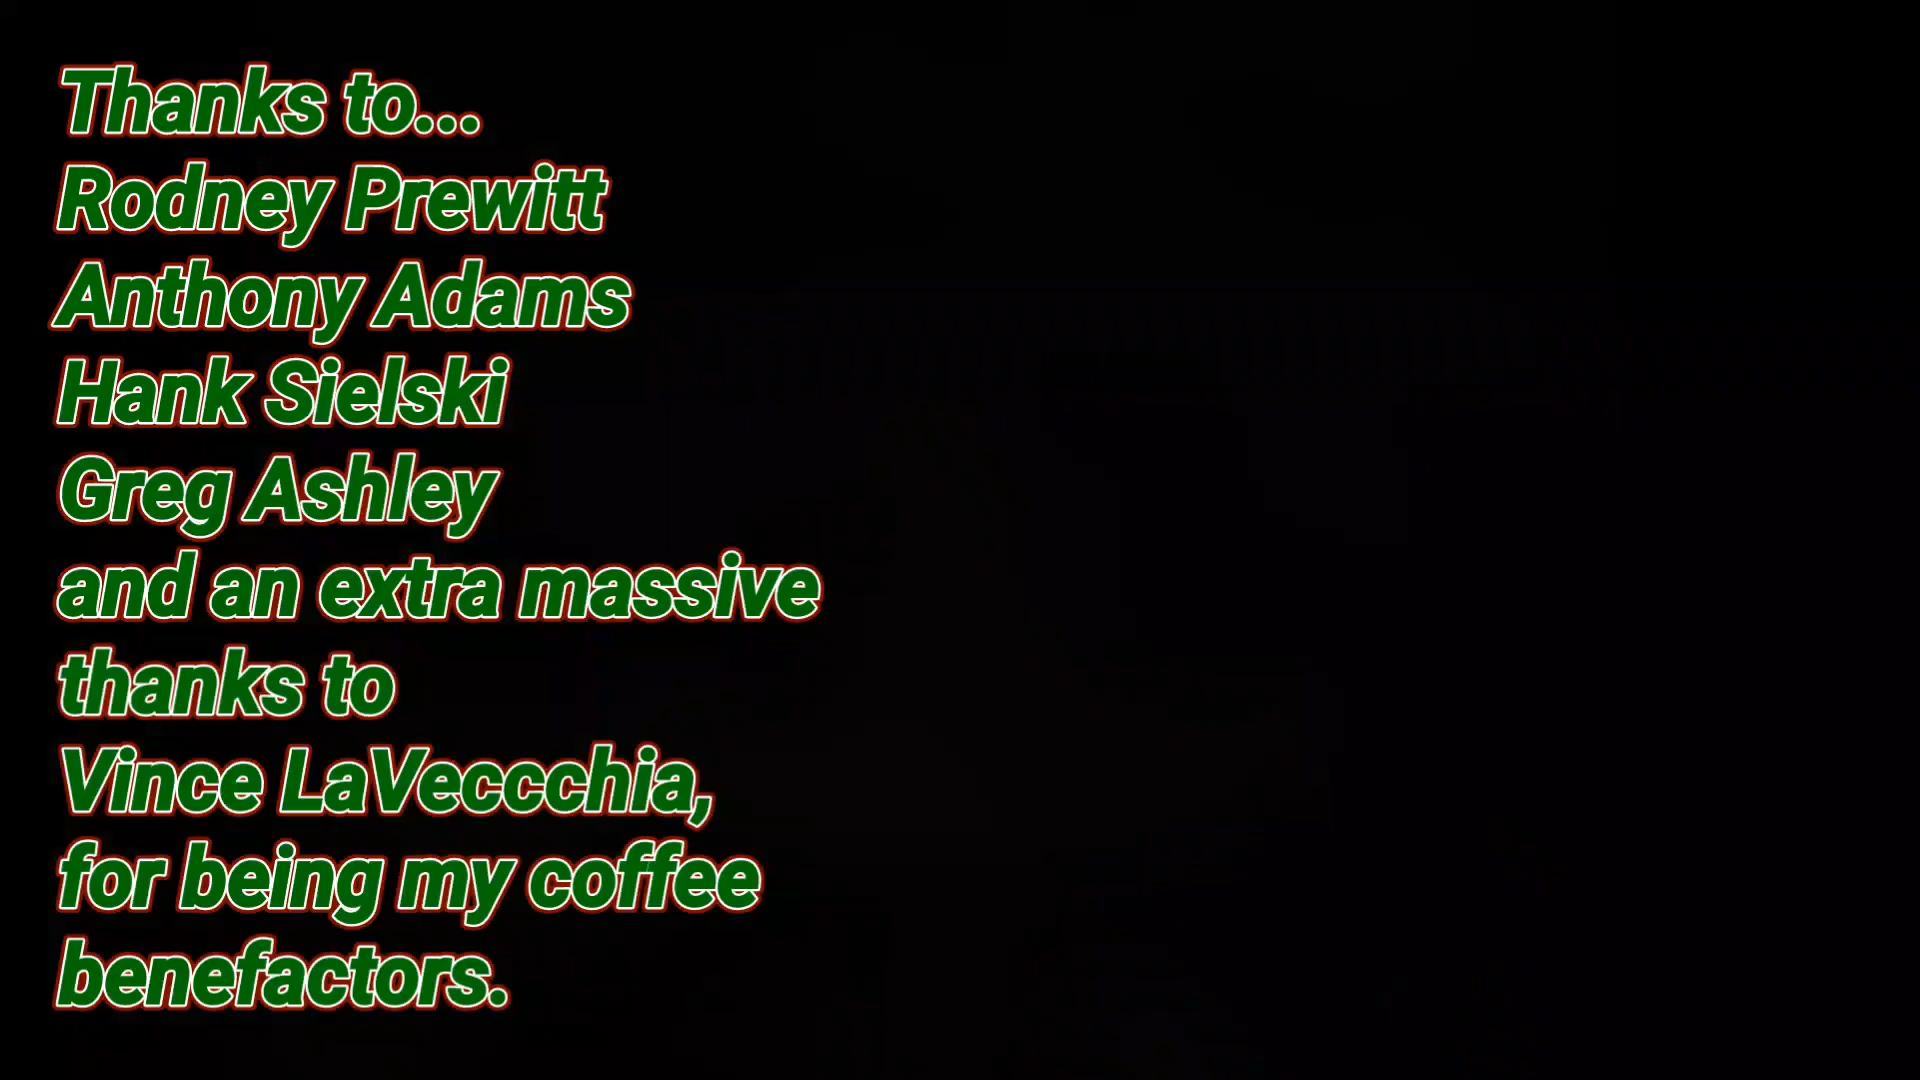 Thanks to...
Rodney Prewitt
Anthony Adams
Hank Sielski
Greg Ashley
and an extra massive
thanks to
Vince LaVeccchia,
for being my coffee
benefactors.